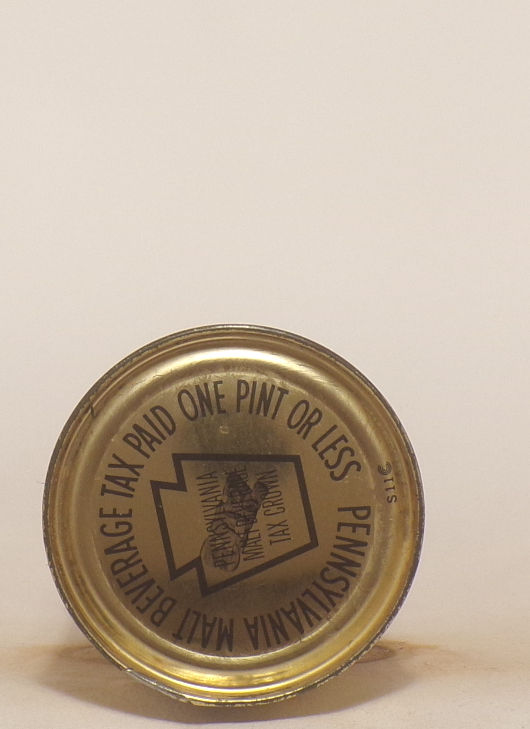 PENNSYLVANIA MALT BEVERAGE TAX PAID ONE PINT OR LESS
PENNSYLVANIA
MALT BEVERAGE
TAX CROWN